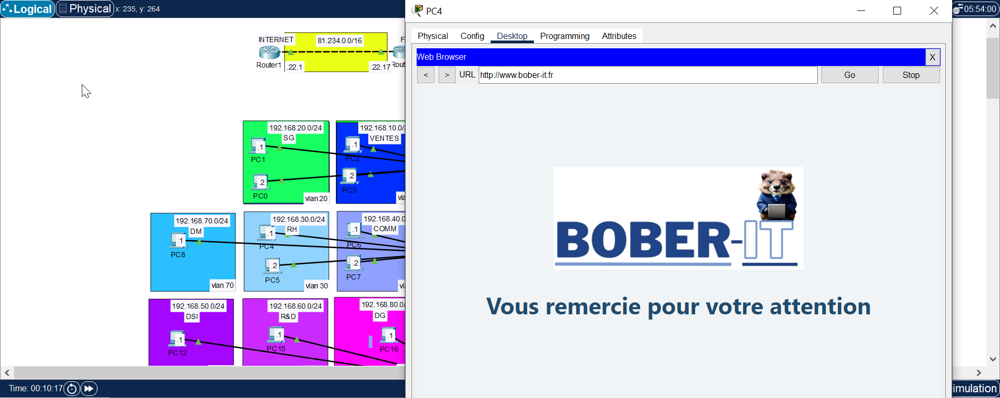 Logical
Physical
x: 235, y: 264
PC4
05:54:00
Physical
Config
Desktop
Programming
Attributes
Web Browser
X
<
>
URL
http://www.bober-it.fr
Go
Stop
INTERNET
81.234.0.0/16
F
Router1
.22.1
.22.17
Rout
192.168.20.0/24
SG
.1
PC1
.2
PC0
vlan 20
192.168.10.0/
VENTES
.1
PC2
.2
PC3
vla
192.168.70.0/24
DM
.1
PC8
vlan 70
192.168.30.0/24
RH
.1
PC4
.2
PC5
vlan 30
192.168.40.0
COMM
.1
PC6
.2
PC7
vl
192.168.50.0/24
DSI
.1
PC12
192.168.60.0/24
R&D
.1
PC15
192.168.80.0/
DG
.1
PC16
BOBER-IT
Vous remercie pour votre attention
Time: 00:10:17
imulation